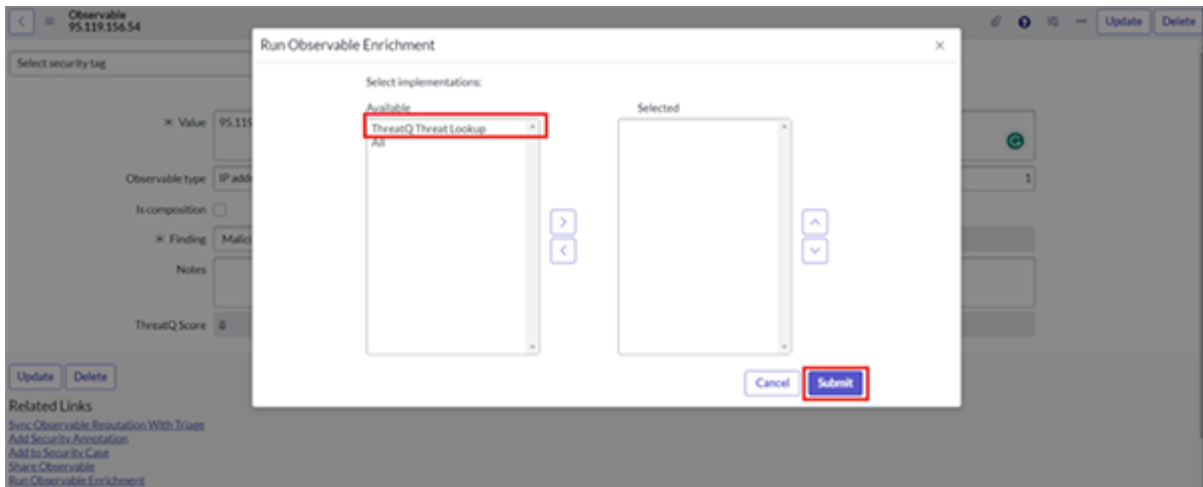 Observable
95.119.156.54
Update
Delete
Run Observable Enrichment
Select security tag
Select implementations:
Available
Selected
ThreatQ Threat Lookup
All
Value
95.119
Observable type
IP addr
1
Is composition
Finding
Malici
Notes
ThreatQ Score
8
Cancel
Submit
Update
Delete
Related Links
Sync Observable Reputation With Triage
Add Security Annotation
Add to Security Case
Share Observable
Run Observable Enrichment